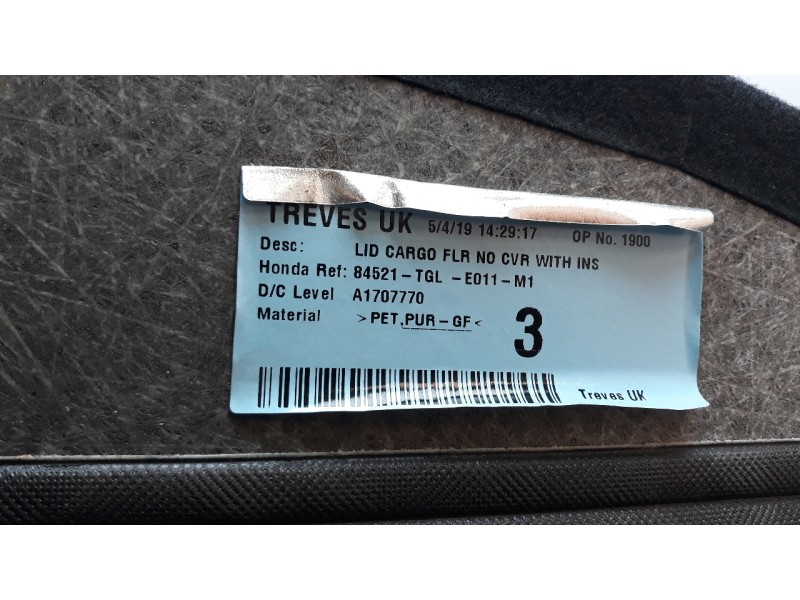 TREVES UK 5/4/19 14:29:17 OP No. 1900
Desc: LID CARGO FLR NO CVR WITH INS
Honda Ref: 84521-TGL -E011-M1
D/C Level A1707770
Material >PET,PUR-GF<
3
Treves UK